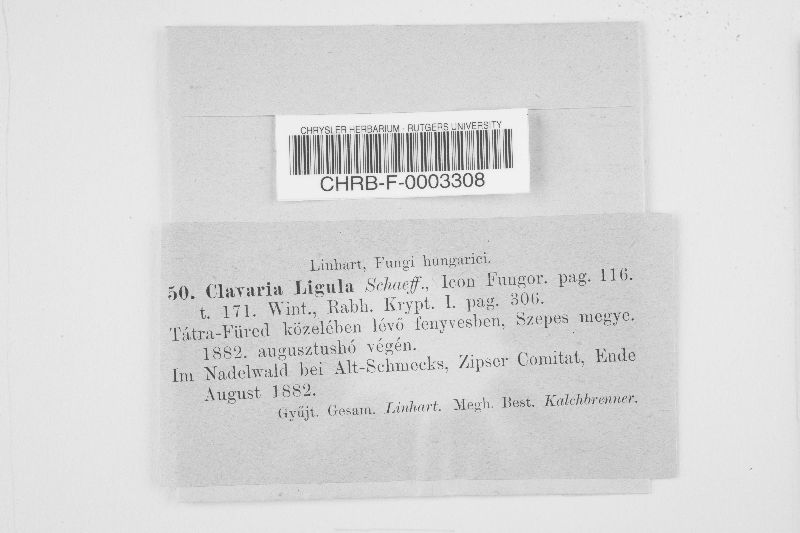 CHRYSLER HERBARIUM - RUTGERS UNIVERSITY
CHRB-F-0003308
Linhart, Fungi hungarici.
50. Clavaria Ligula Schaeff., Icon Fungor. pag. 116.
t. 171. Wint., Rabh. Krypt. I. pag. 306.
Tátra-Füred közelében lévő fenyvesben, Szepes megye.
1882. augusztushó végén.
Im Nadelwald bei Alt-Schmecks, Zipser Comitat, Ende
August 1882.
Gyűjt. Gesam. Linhart. Megh. Best. Kalchbrenner.